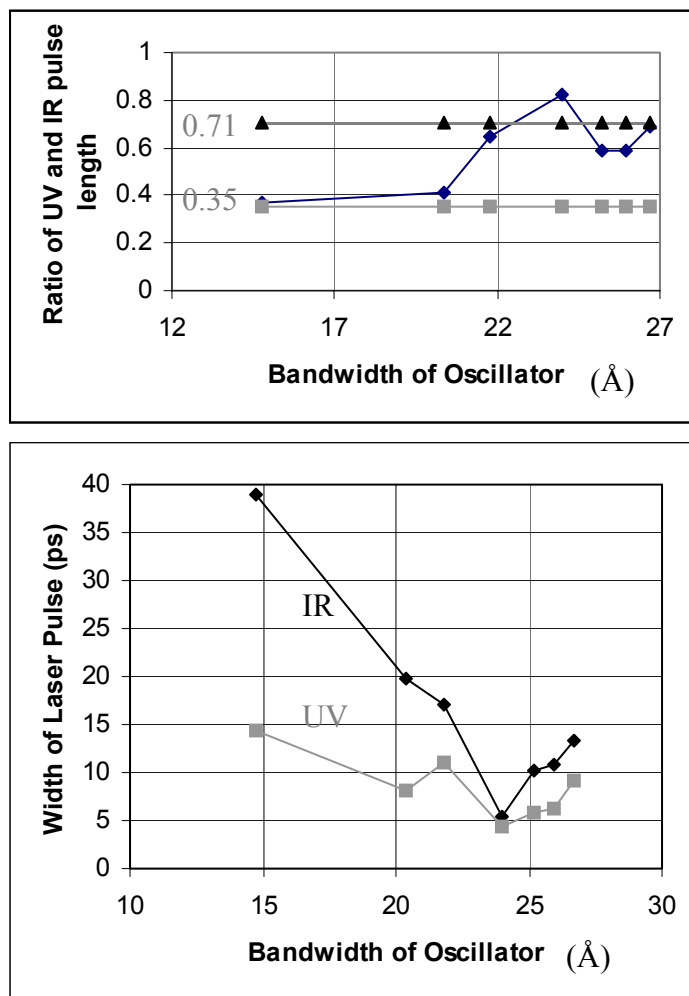 Ratio of UV and IR pulse
length
1
0.8
0.6
0.4
0.2
0
0.71
0.35
12 17 22 27
Bandwidth of Oscillator (Å)
Width of Laser Pulse (ps)
40
35
30
25
20
15
10
5
0
IR
UV
10 15 20 25 30
Bandwidth of Oscillator (Å)